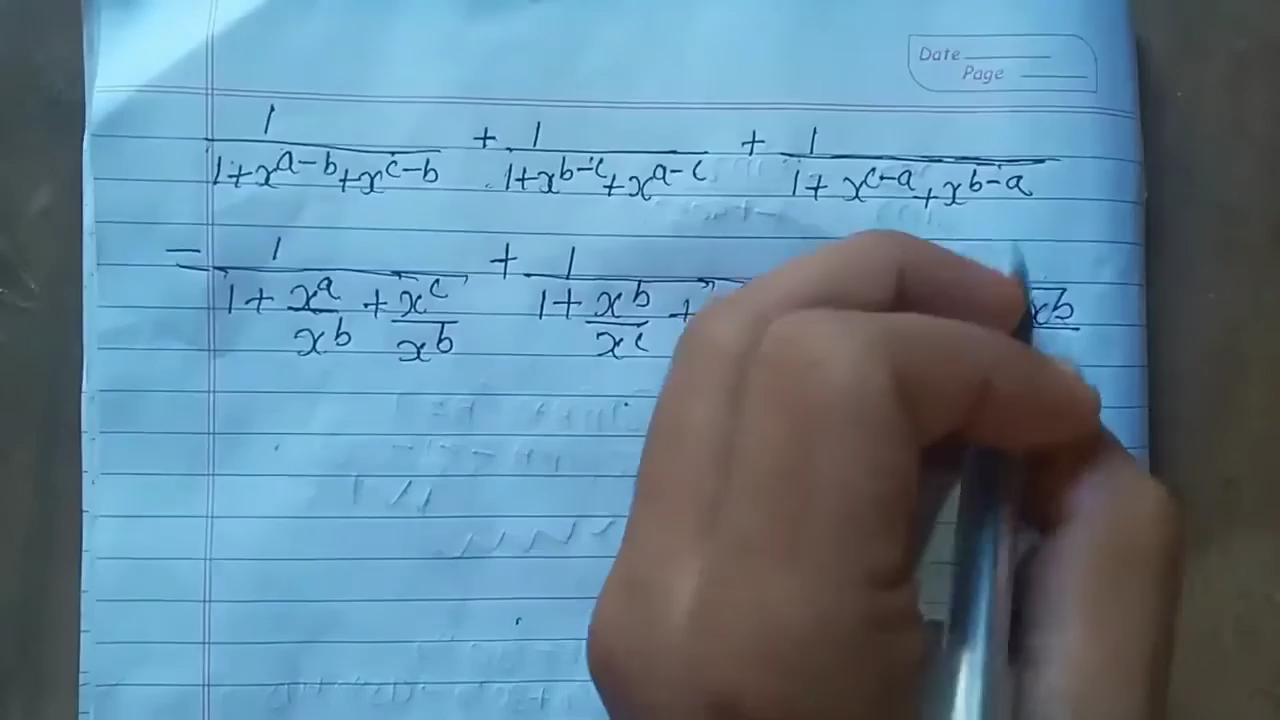 Date
Page
1/(1+x^(a-b)+x^(c-b)) + 1/(1+x^(b-c)+x^(a-c)) + 1/(1+x^(c-a)+x^(b-a))
= 1/(1+x^a/x^b+x^c/x^b) + 1/(1+x^b/x^c+ x^b